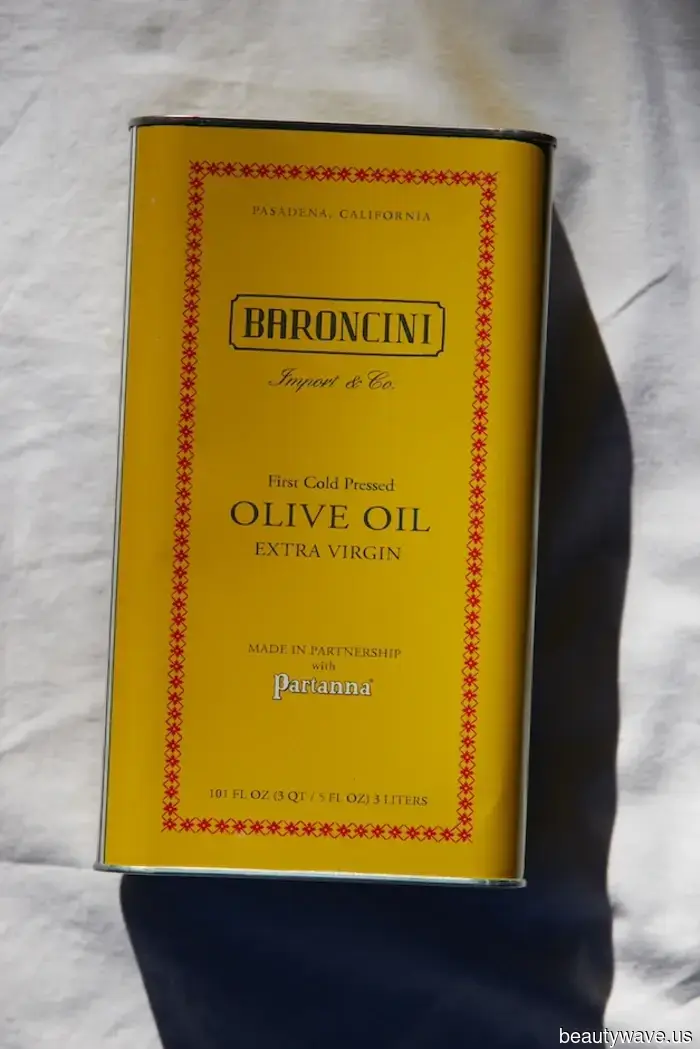 PASADENA, CALIFORNIA
BARONCINI
Import & Co.
First Cold Pressed
OLIVE OIL
EXTRA VIRGIN
MADE IN PARTNERSHIP
with
Partanna®
101 FL OZ (3 QT / 5 FL OZ) 3 LITERS
beautywave.us